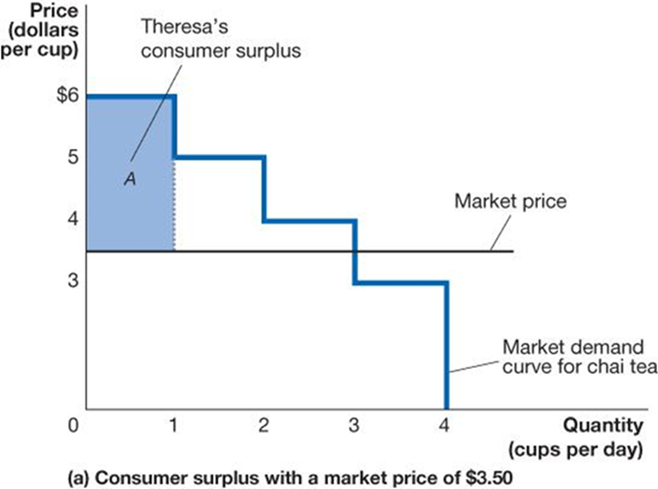 Price
(dollars
per cup)
Theresa's
consumer surplus
$6
5
A
4
Market price
3
Market demand
curve for chai tea
0
1
2
3
4
Quantity
(cups per day)
(a) Consumer surplus with a market price of $3.50